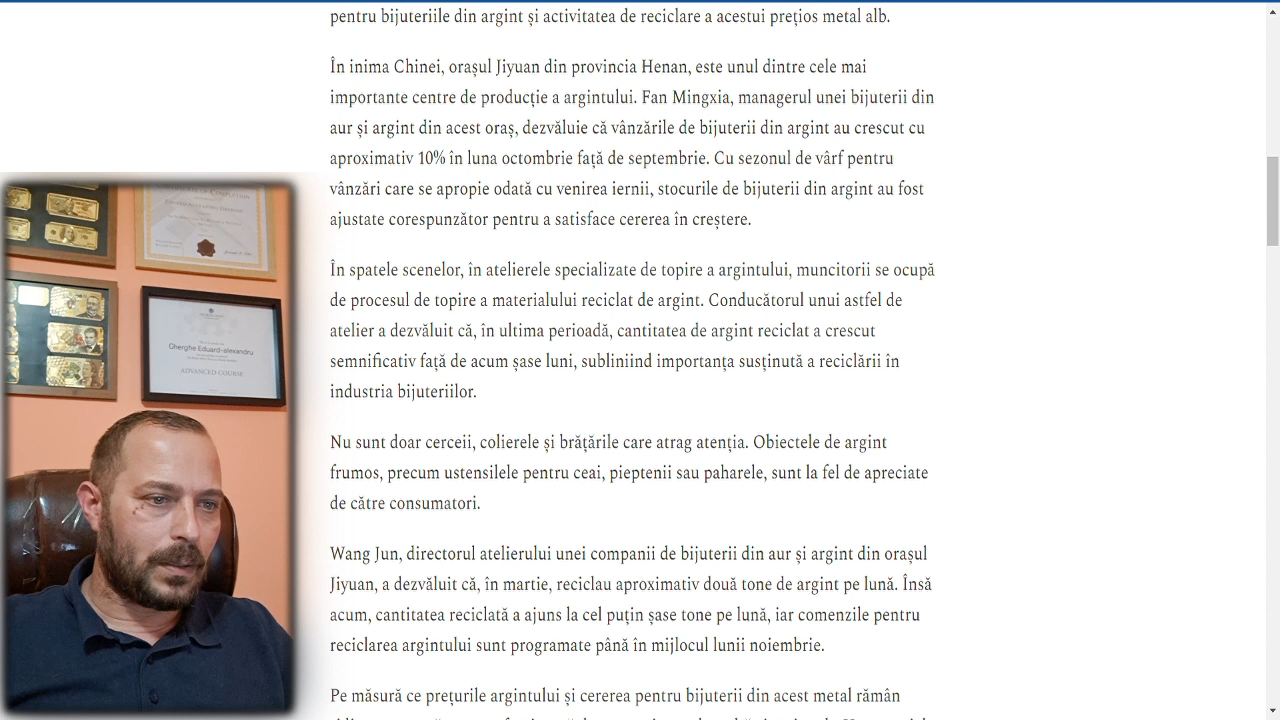 pentru bijuteriile din argint și activitatea de reciclare a acestui prețios metal alb.
În inima Chinei, orașul Jiyuan din provincia Henan, este unul dintre cele mai
importante centre de producție a argintului. Fan Mingxia, managerul unei bijuterii din
aur și argint din acest oraș, dezvăluie că vânzările de bijuterii din argint au crescut cu
aproximativ 10% în luna octombrie față de septembrie. Cu sezonul de vârf pentru
vânzări care se apropie odată cu venirea iernii, stocurile de bijuterii din argint au fost
ajustate corespunzător pentru a satisface cererea în creștere.
În spatele scenelor, în atelierele specializate de topire a argintului, muncitorii se ocupă
de procesul de topire a materialului reciclat de argint. Conducătorul unui astfel de
atelier a dezvăluit că, în ultima perioadă, cantitatea de argint reciclat a crescut
semnificativ față de acum șase luni, subliniind importanța susținută a reciclării în
industria bijuteriilor.
Nu sunt doar cerceii, colierele și brățările care atrag atenția. Obiectele de argint
frumos, precum ustensilele pentru ceai, pieptenii sau paharele, sunt la fel de apreciate
de către consumatori.
Wang Jun, directorul atelierului unei companii de bijuterii din aur și argint din orașul
Jiyuan, a dezvăluit că, în martie, reciclau aproximativ două tone de argint pe lună. Însă
acum, cantitatea reciclată a ajuns la cel puțin șase tone pe lună, iar comenzile pentru
reciclarea argintului sunt programate până în mijlocul lunii noiembrie.
Pe măsură ce prețurile argintului și cererea pentru bijuterii din acest metal rămân
Gherghe Eduard-alexandru
ADVANCED COURSE